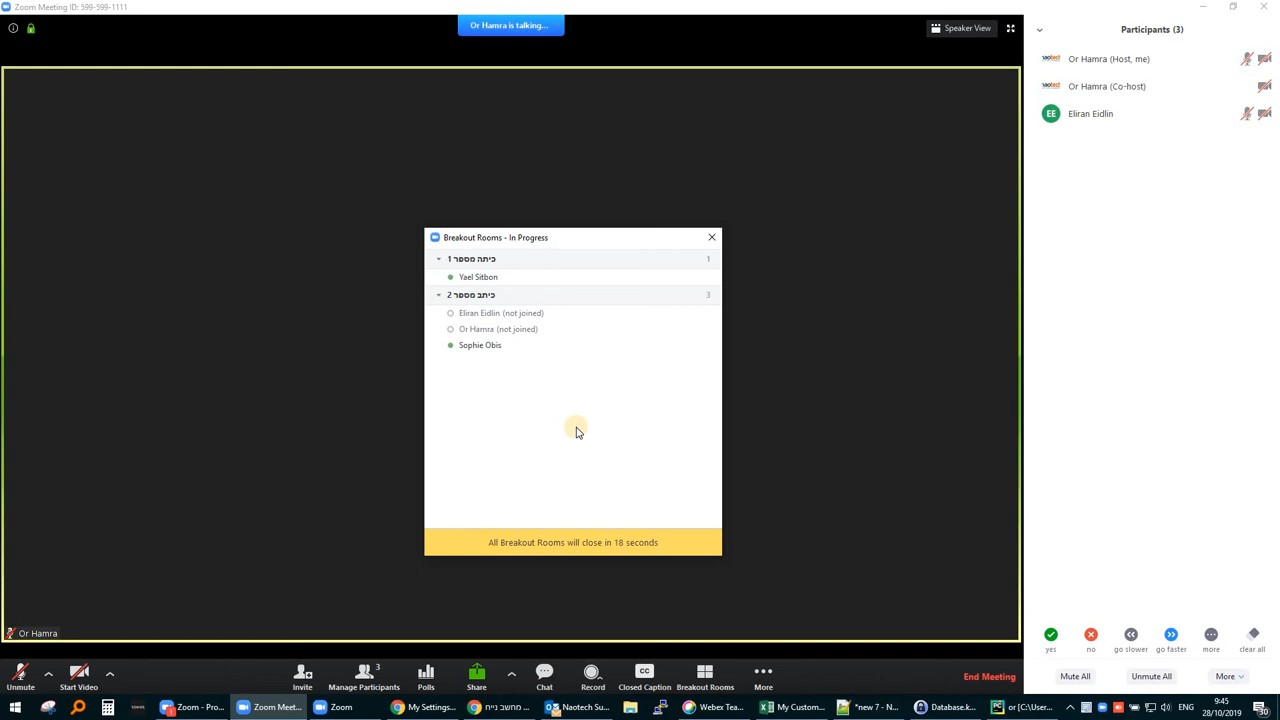 Zoom Meeting ID: 599-599-1111
Or Hamra is talking...
Speaker View
Participants (3)
Or Hamra (Host, me)
Or Hamra (Co-host)
EE Eliran Eidlin
Breakout Rooms - In Progress
כיתה מספר 1 1
Yael Sitbon
כיתב מספר 2 3
Eliran Eidlin (not joined)
Or Hamra (not joined)
Sophie Obis
All Breakout Rooms will close in 18 seconds
Or Hamra
yes no go slower go faster more clear all
Mute All Unmute All More
Unmute Start Video Invite Manage Participants 3 Polls Share Chat Record CC Closed Caption Breakout Rooms More End Meeting
Zoom - Pro... Zoom Meet... Zoom My Settings... מחשוב נייח ... Naotech Su... Webex Tea... My Custom... *new 7 - N... Database.k... or [C:\User... 9:45
28/10/2019